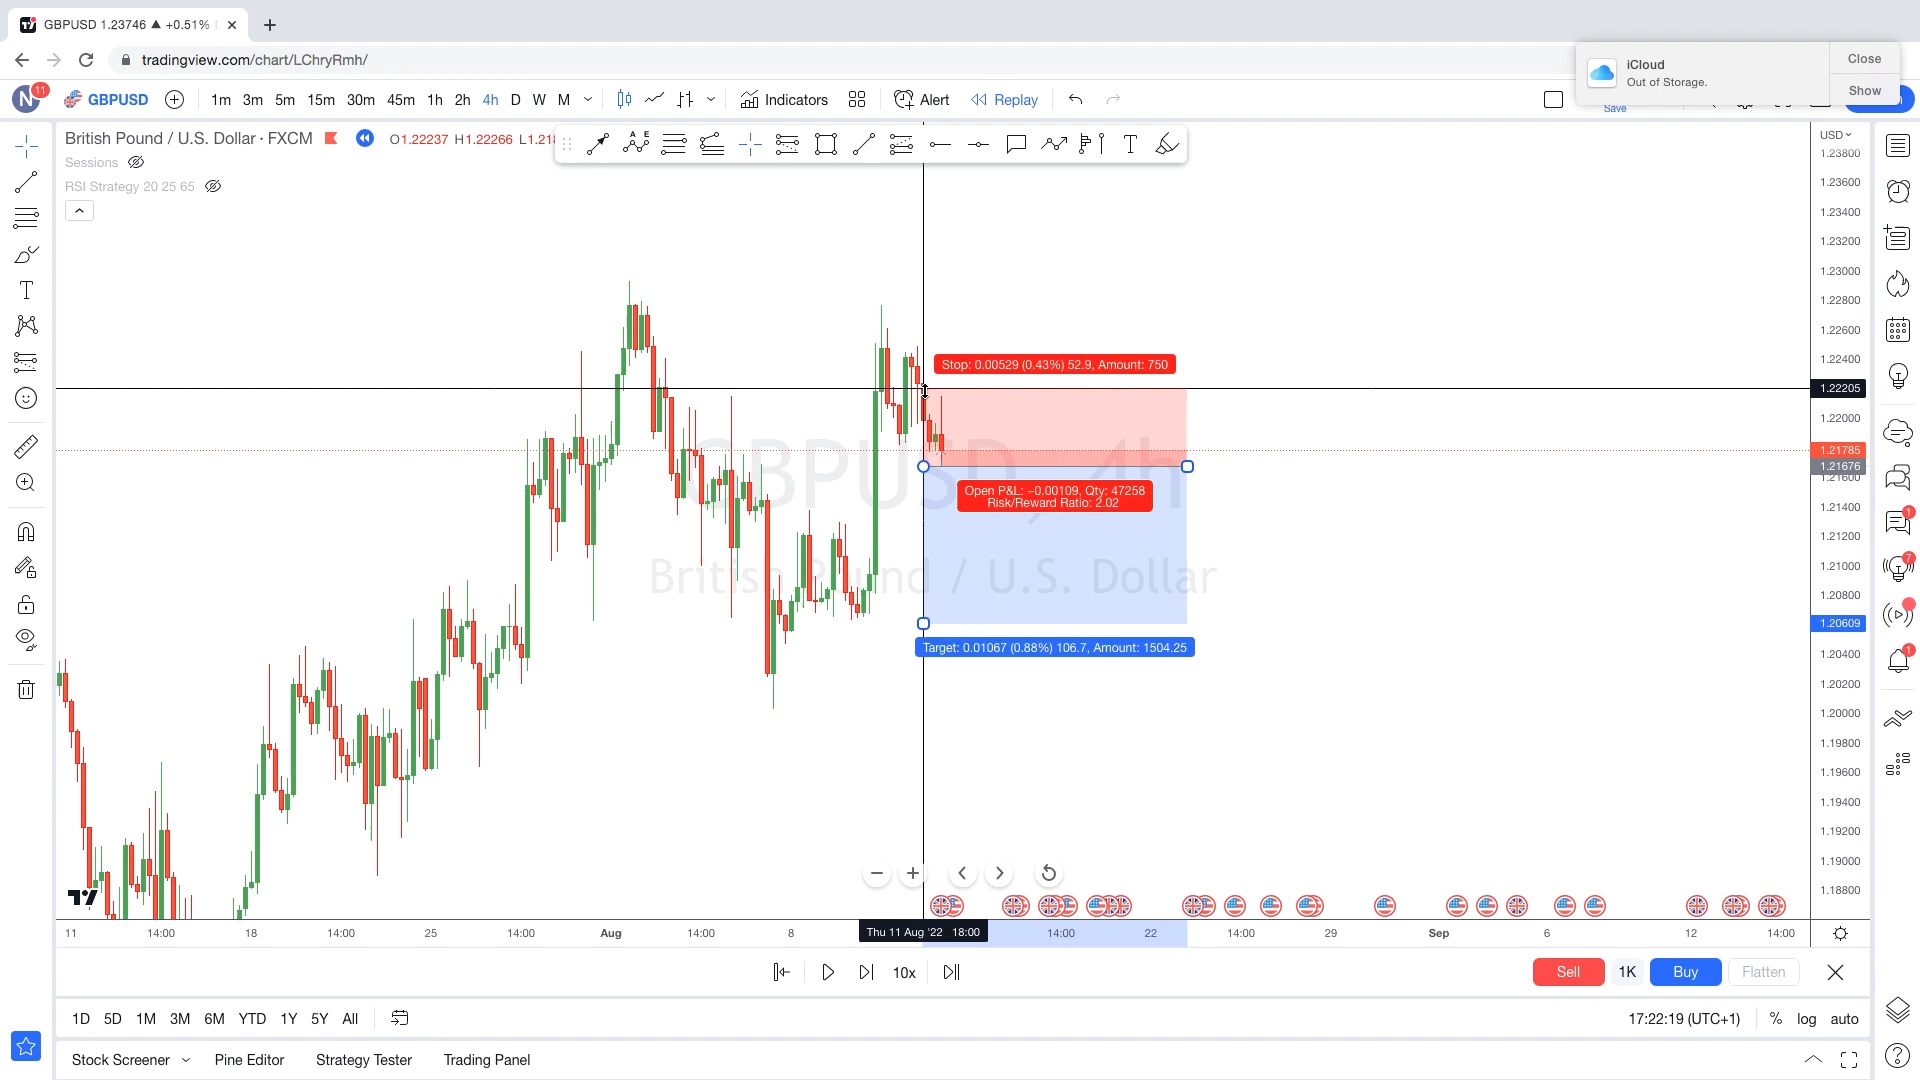 GBPUSD 1.23746 ▲ +0.51%
tradingview.com/chart/LChryRmh/
iCloud
Out of Storage.
Close
Show
N 11 GBPUSD 1m 3m 5m 15m 30m 45m 1h 2h 4h D W M Indicators Alert Replay Save
British Pound / U.S. Dollar · FXCM O1.22237 H1.22266 L1.21
Sessions
RSI Strategy 20 25 65
USD
1.23800
1.23600
1.23400
1.23200
1.23000
1.22800
1.22600
1.22400
1.22205
1.22000
1.21785
1.21676
1.21600
1.21400
1.21200
1.21000
1.20800
1.20609
1.20400
1.20200
1.20000
1.19800
1.19600
1.19400
1.19200
1.19000
1.18800
Stop: 0.00529 (0.43%) 52.9, Amount: 750
GBPUSD, 4h
Open P&L: −0.00109, Qty: 47258
Risk/Reward Ratio: 2.02
British Pound / U.S. Dollar
Target: 0.01067 (0.88%) 106.7, Amount: 1504.25
11 14:00 18 14:00 25 14:00 Aug 14:00 8 Thu 11 Aug '22 18:00 14:00 22 14:00 29 Sep 6 12 14:00
10x Sell 1K Buy Flatten
1D 5D 1M 3M 6M YTD 1Y 5Y All 17:22:19 (UTC+1) % log auto
Stock Screener Pine Editor Strategy Tester Trading Panel
1
7
1